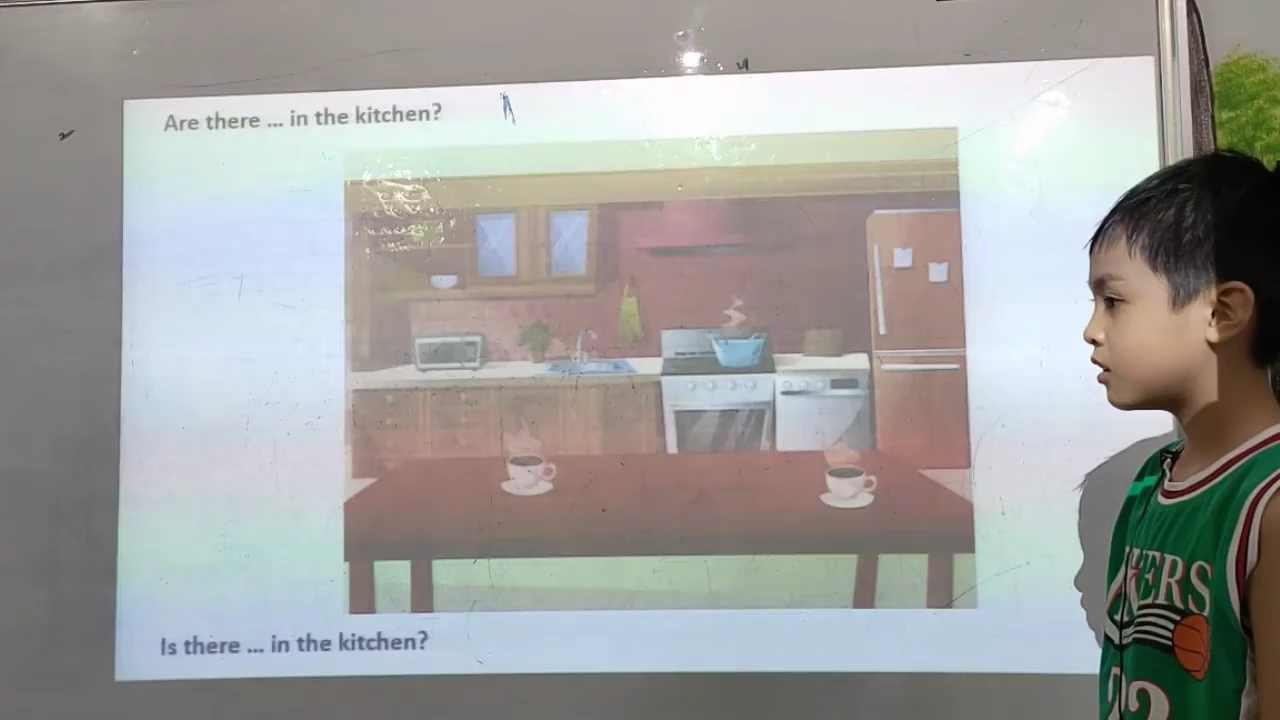 Are there ... in the kitchen?
Is there ... in the kitchen?